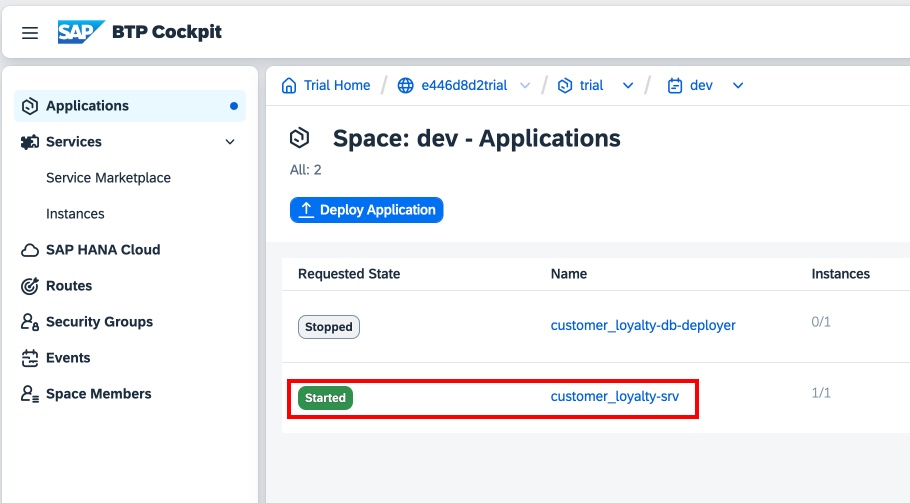 SAP BTP Cockpit
Applications
Services
Service Marketplace
Instances
SAP HANA Cloud
Routes
Security Groups
Events
Space Members
Trial Home / e446d8d2trial / trial / dev
Space: dev - Applications
All: 2
Deploy Application
Requested State Name Instances
Stopped customer_loyalty-db-deployer 0/1
Started customer_loyalty-srv 1/1